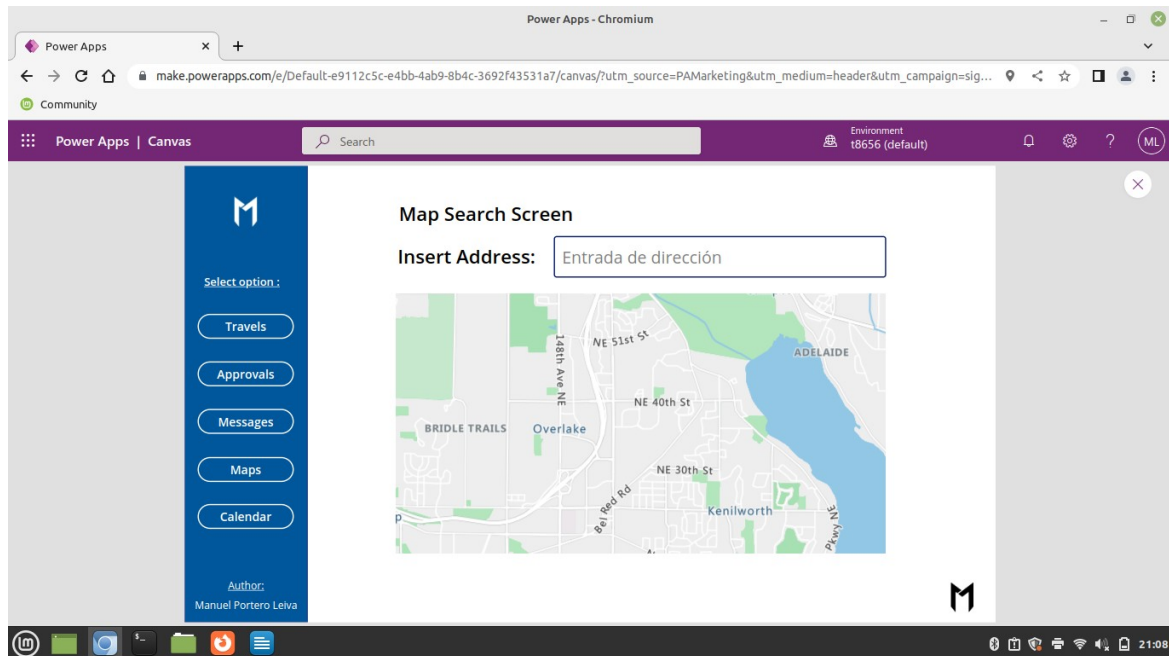 Power Apps - Chromium
Power Apps
make.powerapps.com/e/Default-e9112c5c-e4bb-4ab9-8b4c-3692f43531a7/canvas/?utm_source=PAMarketing&utm_medium=header&utm_campaign=sig...
Community
Power Apps | Canvas
Search
Environment
t8656 (default)
ML
M
Map Search Screen
Insert Address:
Entrada de dirección
Select option :
Travels
Approvals
Messages
Maps
Calendar
Author:
Manuel Portero Leiva
148th Ave NE
NE 51st St
ADELAIDE
NE 40th St
BRIDLE TRAILS
Overlake
NE 30th St
Bel Red Rd
Kenilworth
Pkwy NE
M
21:08